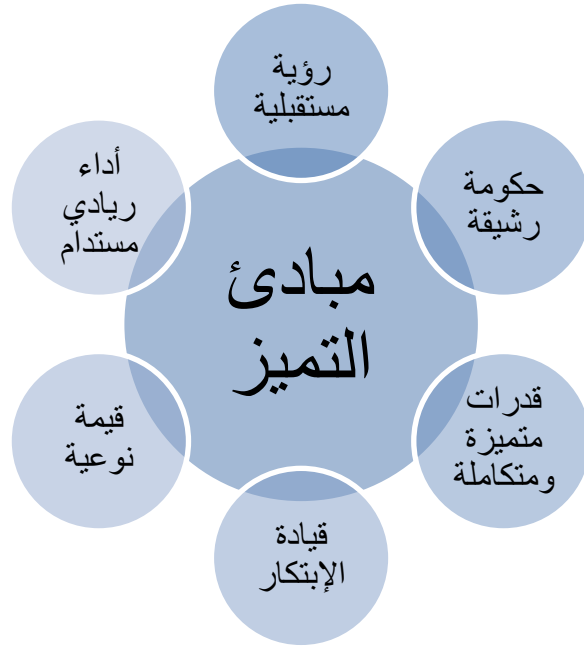 رؤية
مستقبلية
حكومة
رشيقة
قدرات
متميزة
ومتكاملة
قيادة
الإبتكار
قيمة
نوعية
أداء
ريادي
مستدام
مبادئ
التميز